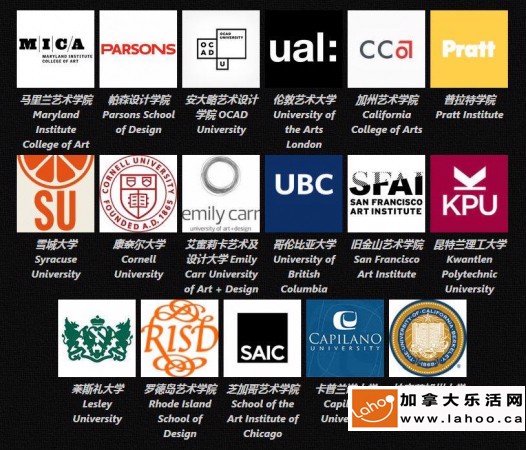 M|I|C/A
MARYLAND INSTITUTE
COLLEGE OF ART
PARSONS
OCAD
UNIVERSITY
OC
AD
U
ual:
CCa
Pratt
马里兰艺术学院
Maryland
Institute
College of Art
帕森设计学院
Parsons School
of Design
安大略艺术设计
学院 OCAD
University
伦敦艺术大学
University of
the Arts
London
加州艺术学院
California
College of Arts
普拉特学院
Pratt Institute
SU
CORNELL UNIVERSITY
FOUNDED A.D. 1865
emily carr
university of art + design
UBC
SFAI
SAN FRANCISCO
ART INSTITUTE
KPU
雪城大学
Syracuse
University
康奈尔大学
Cornell
University
艾蜜莉卡艺术及
设计大学 Emily
Carr University
of Art + Design
哥伦比亚大学
University of
British
Columbia
旧金山艺术学院
San Francisco
Art Institute
昆特兰理工大学
Kwantlen
Polytechnic
University
RISD
SAIC
CAPILANO
UNIVERSITY
THE UNIVERSITY OF CALIFORNIA BERKELEY
1868
莱斯礼大学
Lesley
University
罗德岛艺术学院
Rhode Island
School of
Design
芝加哥艺术学院
School of the
Art Institute of
Chicago
卡普兰
Capil
Unive
Lahoo
加拿大乐活网
www.lahoo.ca